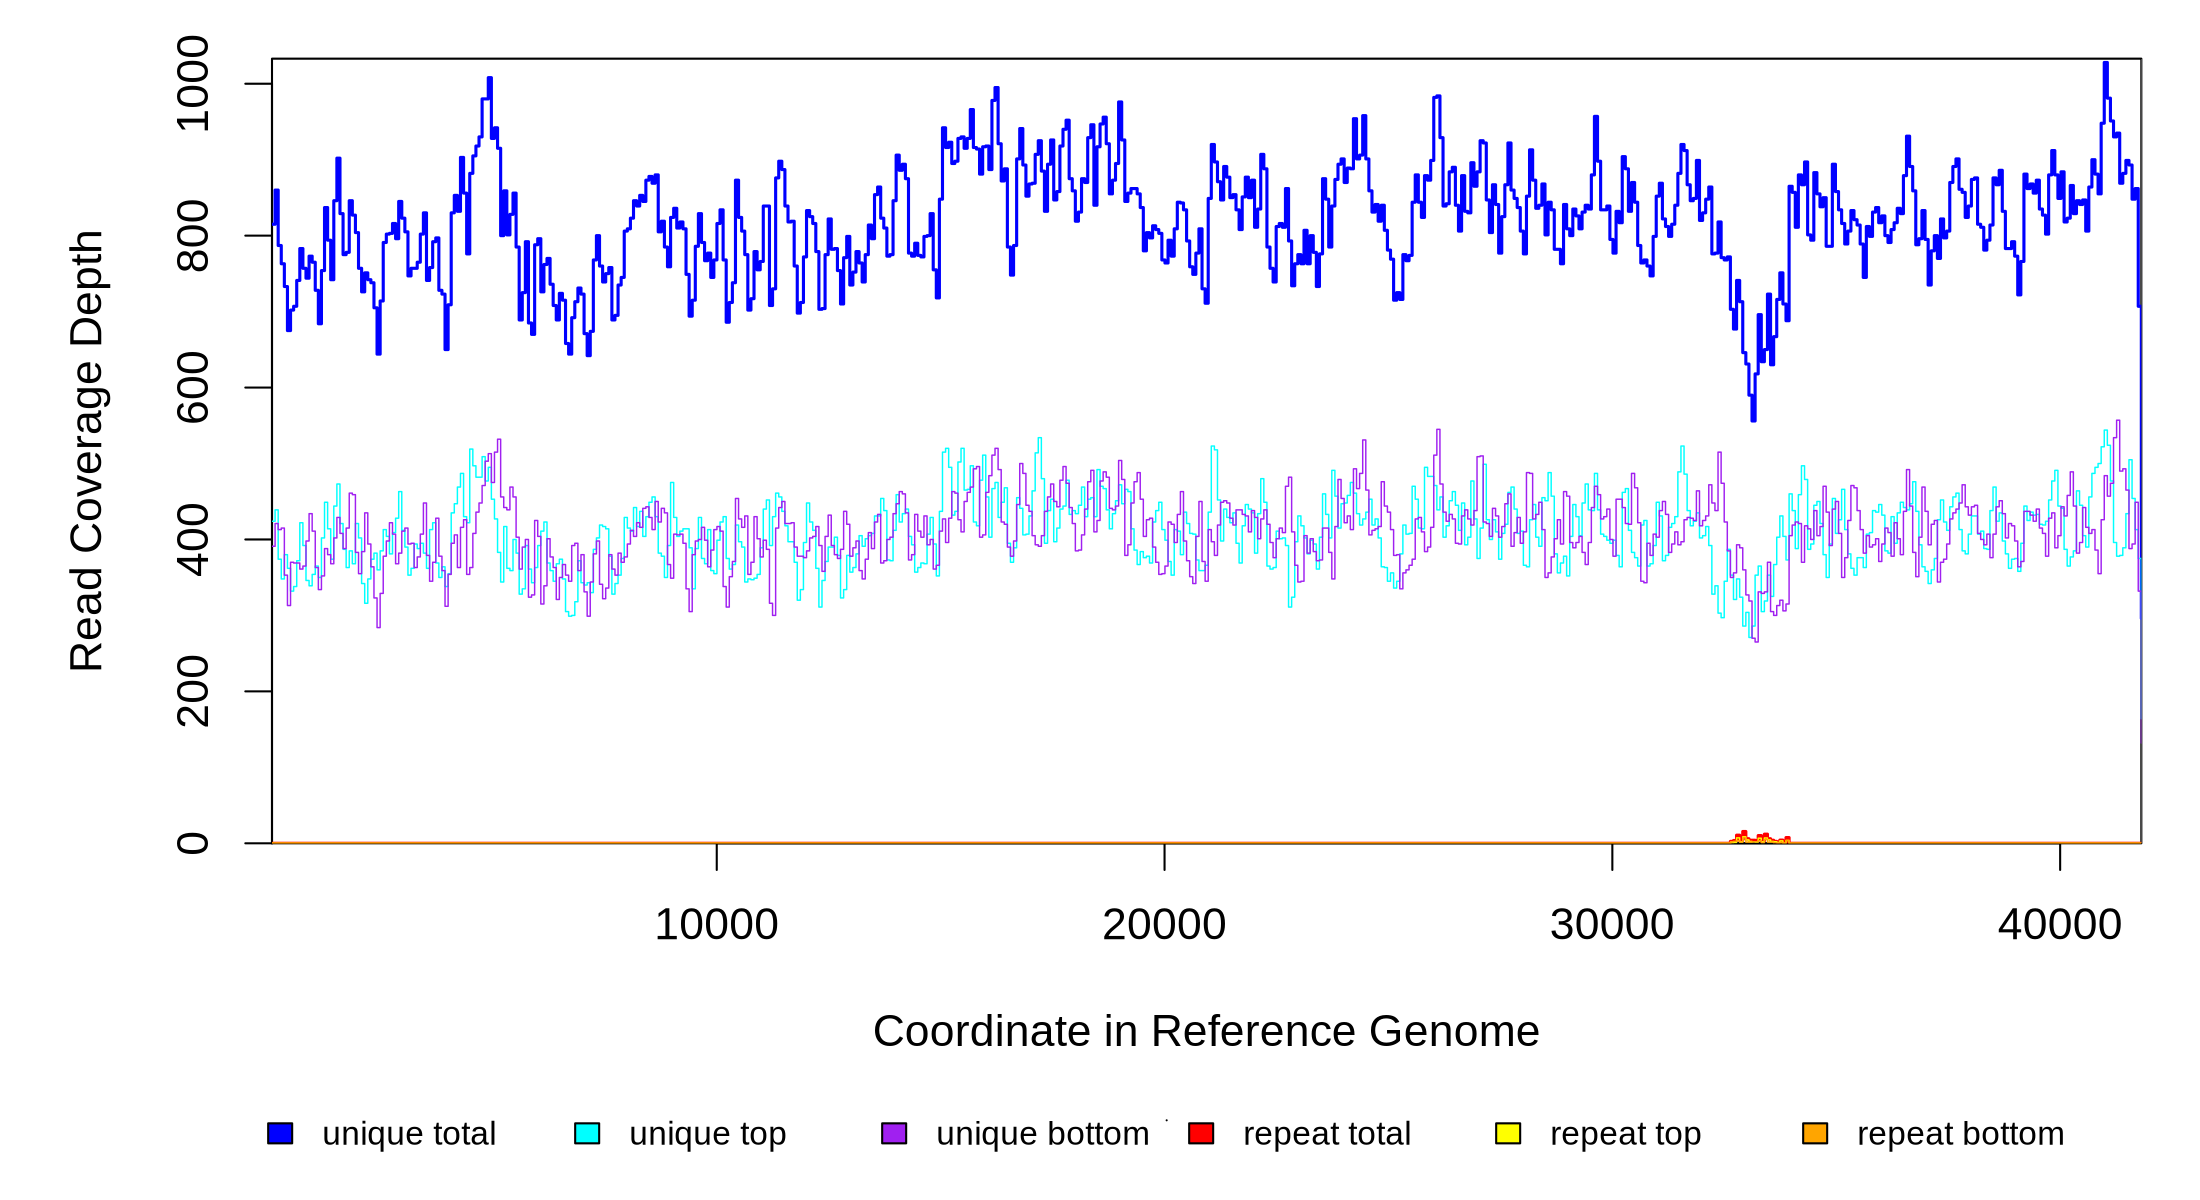 Read Coverage Depth
1000
800
600
400
200
0
10000 20000 30000 40000
Coordinate in Reference Genome
unique total unique top unique bottom repeat total repeat top repeat bottom